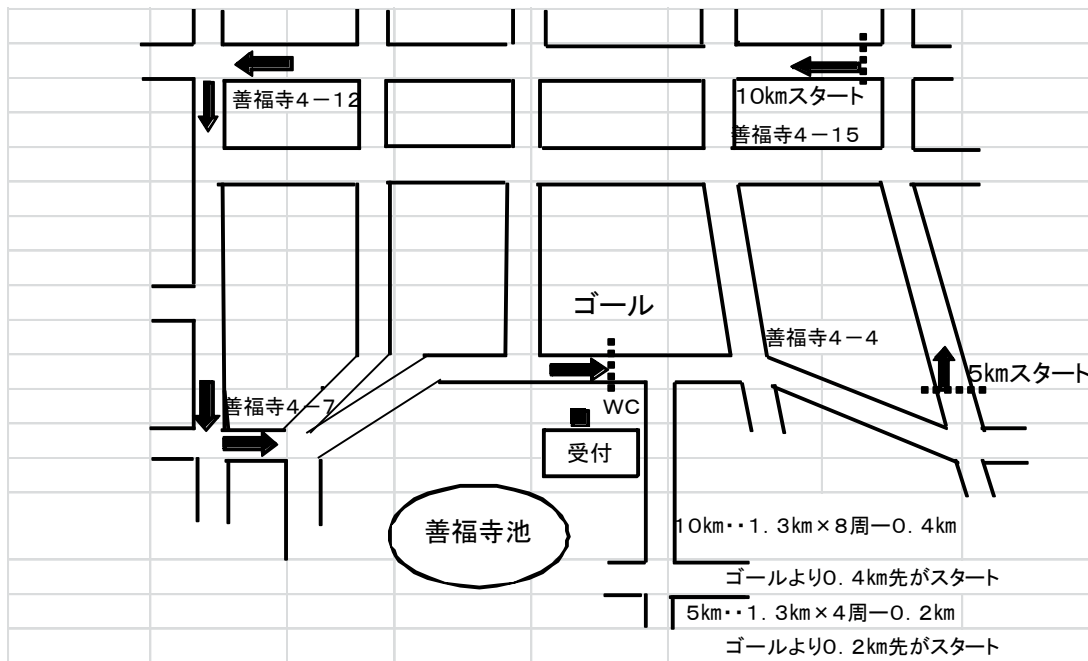 善福寺4－12
10kmスタート
善福寺4－15
ゴール
善福寺4－4
5kmスタート
善福寺4－7
WC
受付
善福寺池
10km・・1．3km×8周ー0．4km
ゴールより0．4km先がスタート
5km・・1．3km×4周ー0．2km
ゴールより0．2km先がスタート